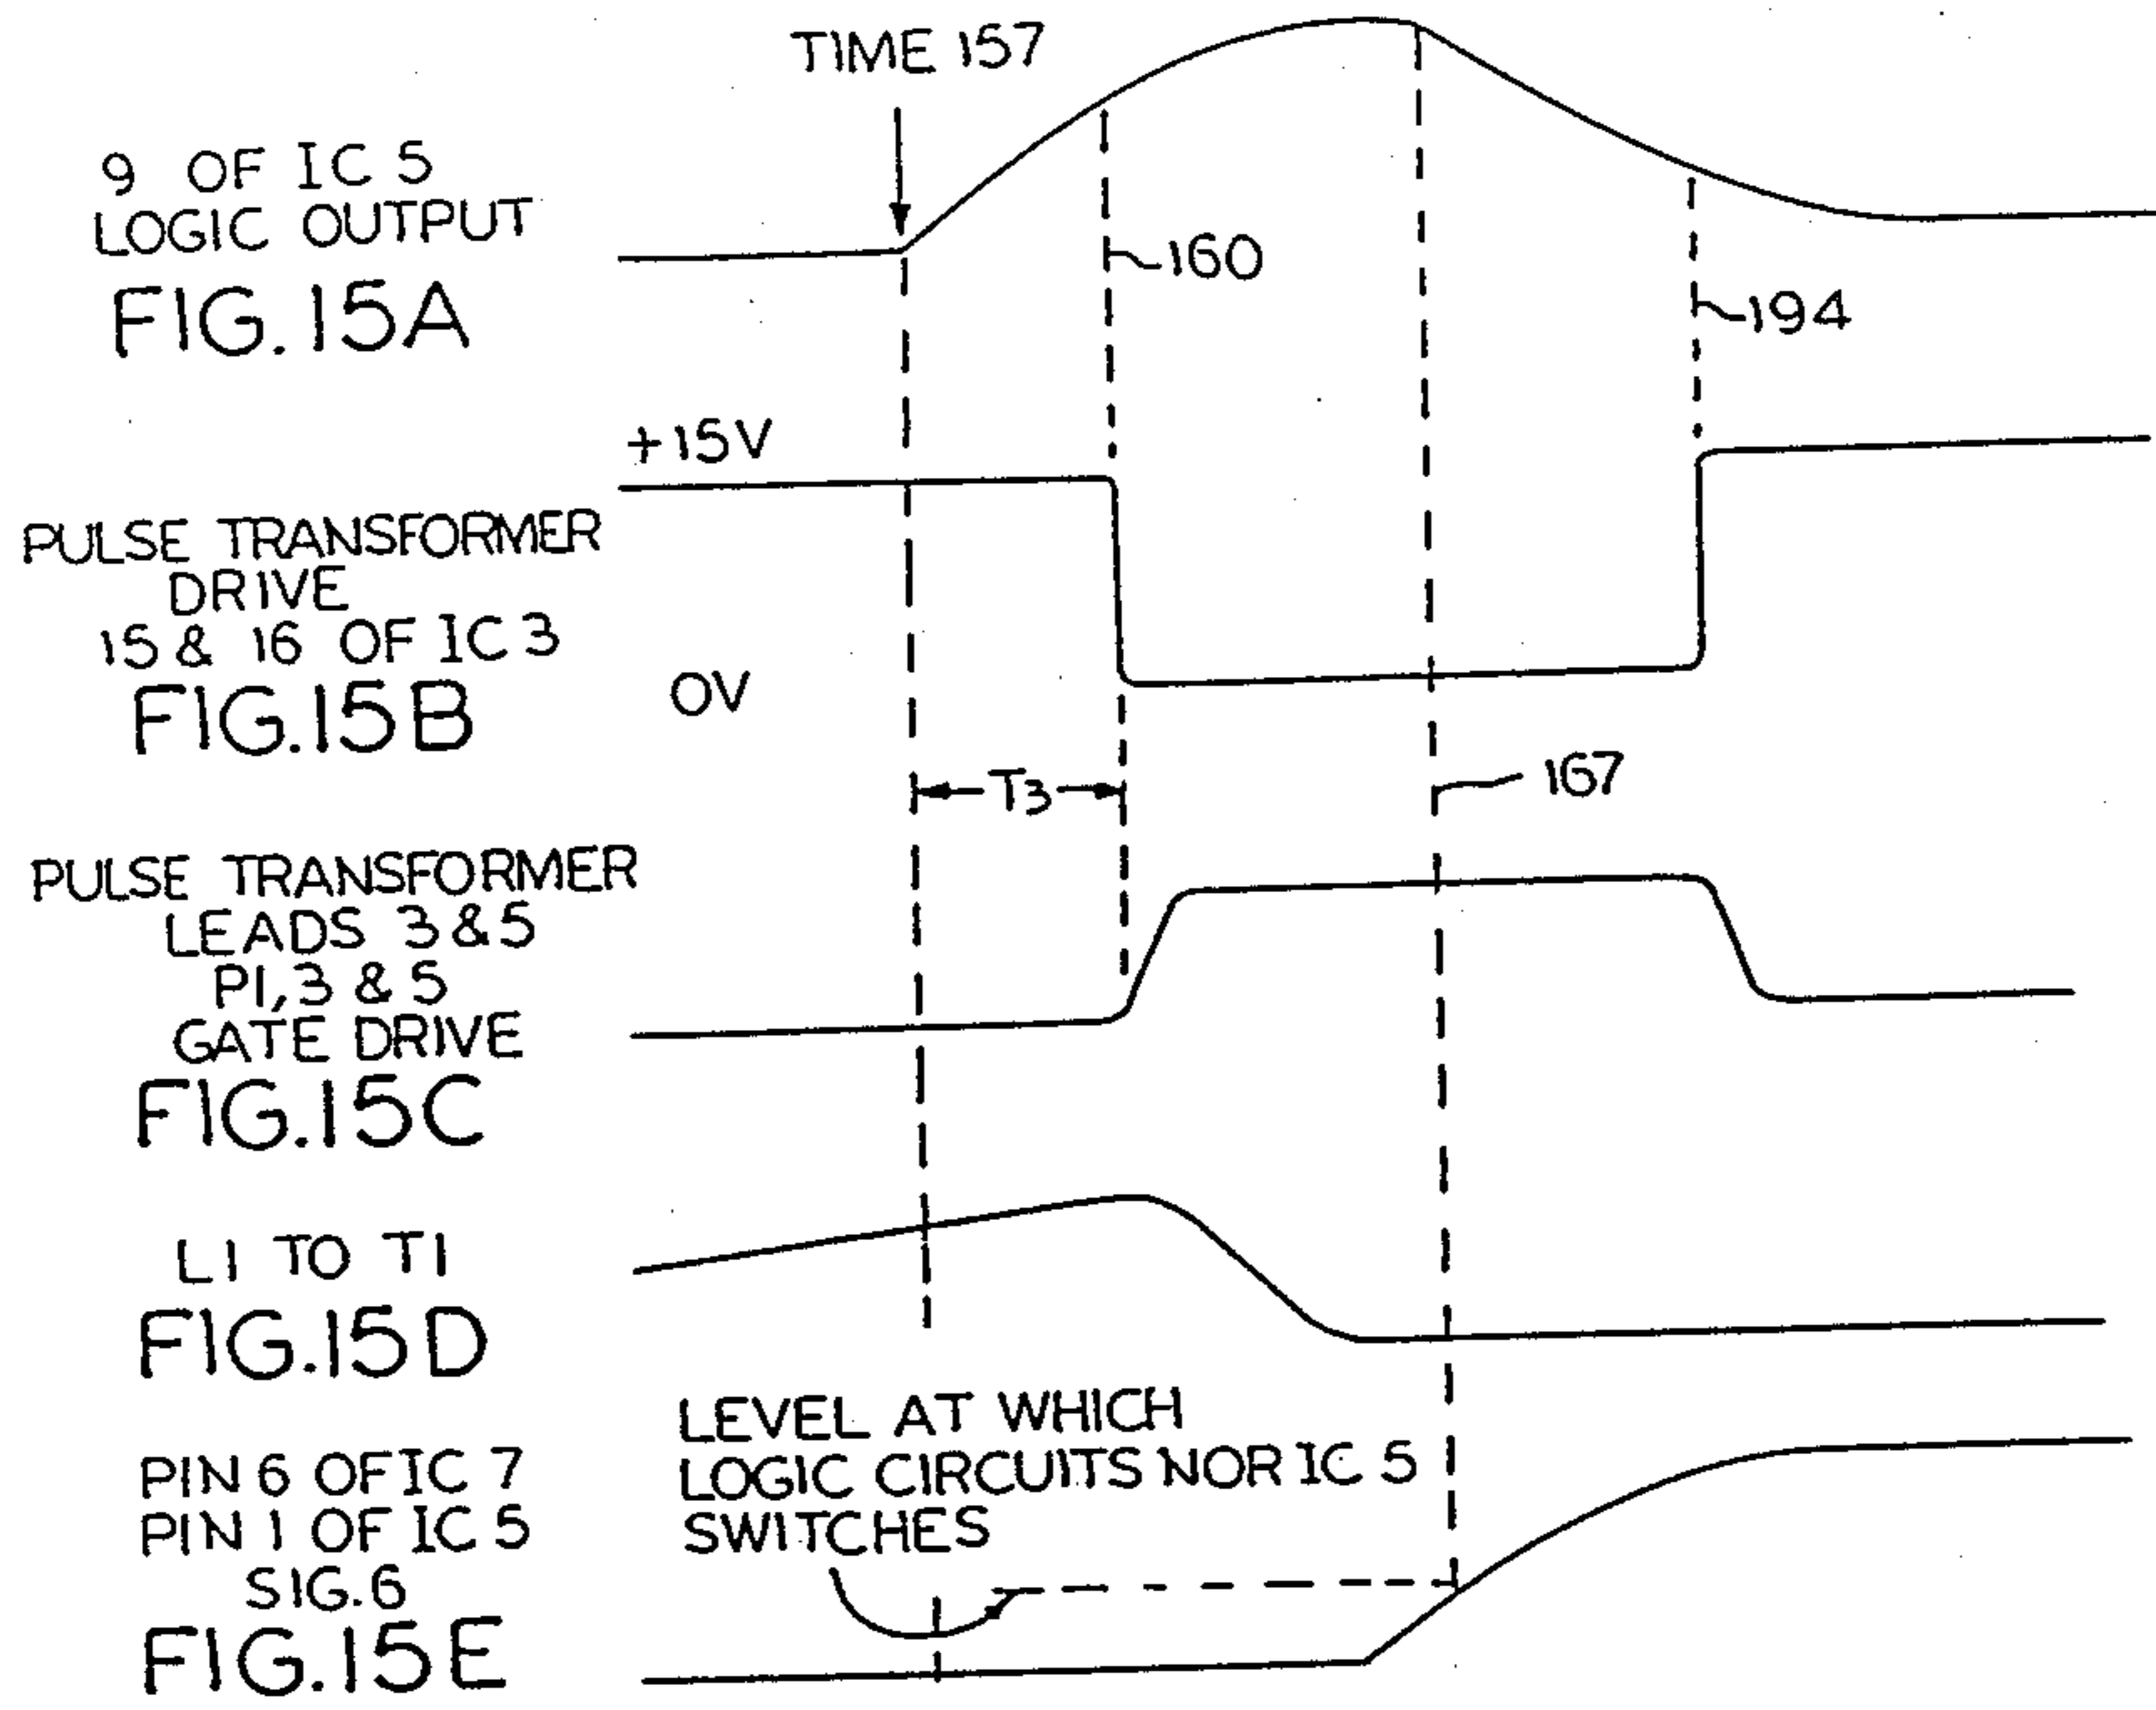 TIME 157
9 OF IC 5
LOGIC OUTPUT
FIG. 15A
160
194
+15V
PULSE TRANSFORMER
DRIVE
15 & 16 OF IC 3
FIG. 15B
0V
T3
167
PULSE TRANSFORMER
LEADS 3 & 5
P1, 3 & 5
GATE DRIVE
FIG. 15C
L1 TO T1
FIG. 15D
LEVEL AT WHICH
LOGIC CIRCUITS NOR IC 5
SWITCHES
PIN 6 OF IC 7
PIN 1 OF IC 5
SIG. 6
FIG. 15E